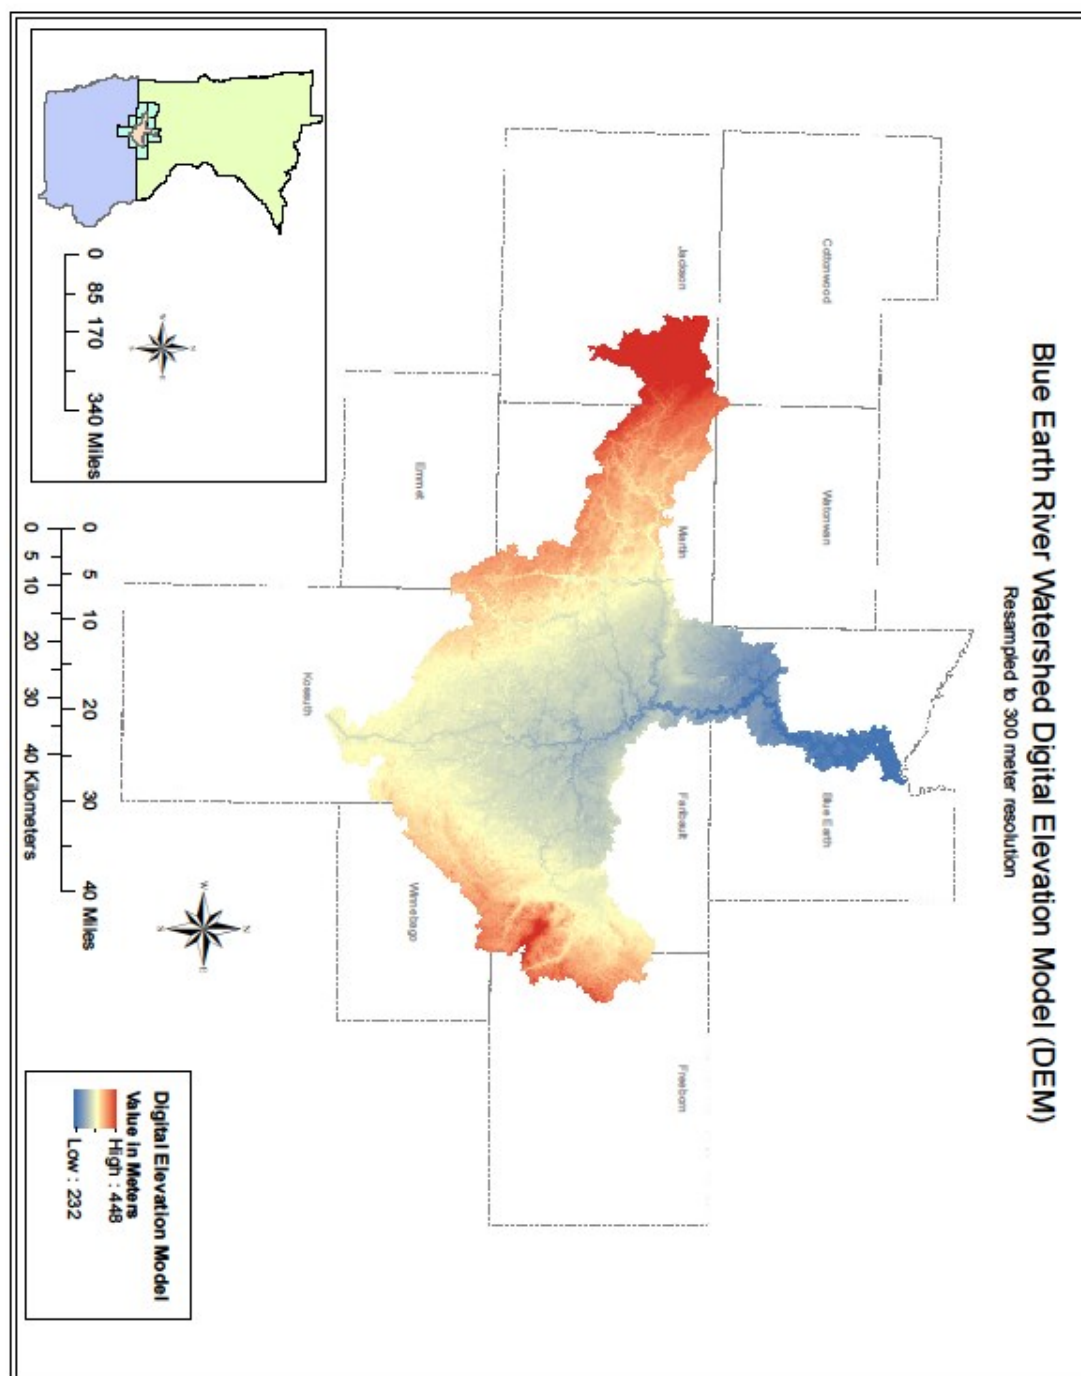 Blue Earth River Watershed Digital Elevation Model (DEM)
Resampled to 300 meter resolution
Cottonwood
Watonwan
Blue Earth
Jackson
Martin
Faribault
Freeborn
Emmet
Winnebago
Kossuth
0 85 170 340 Miles
0 5 10 20 30 40 Miles
0 5 10 20 30 40 Kilometers
N
W
E
S
Digital Elevation Model
Value in Meters
High : 448
Low : 232